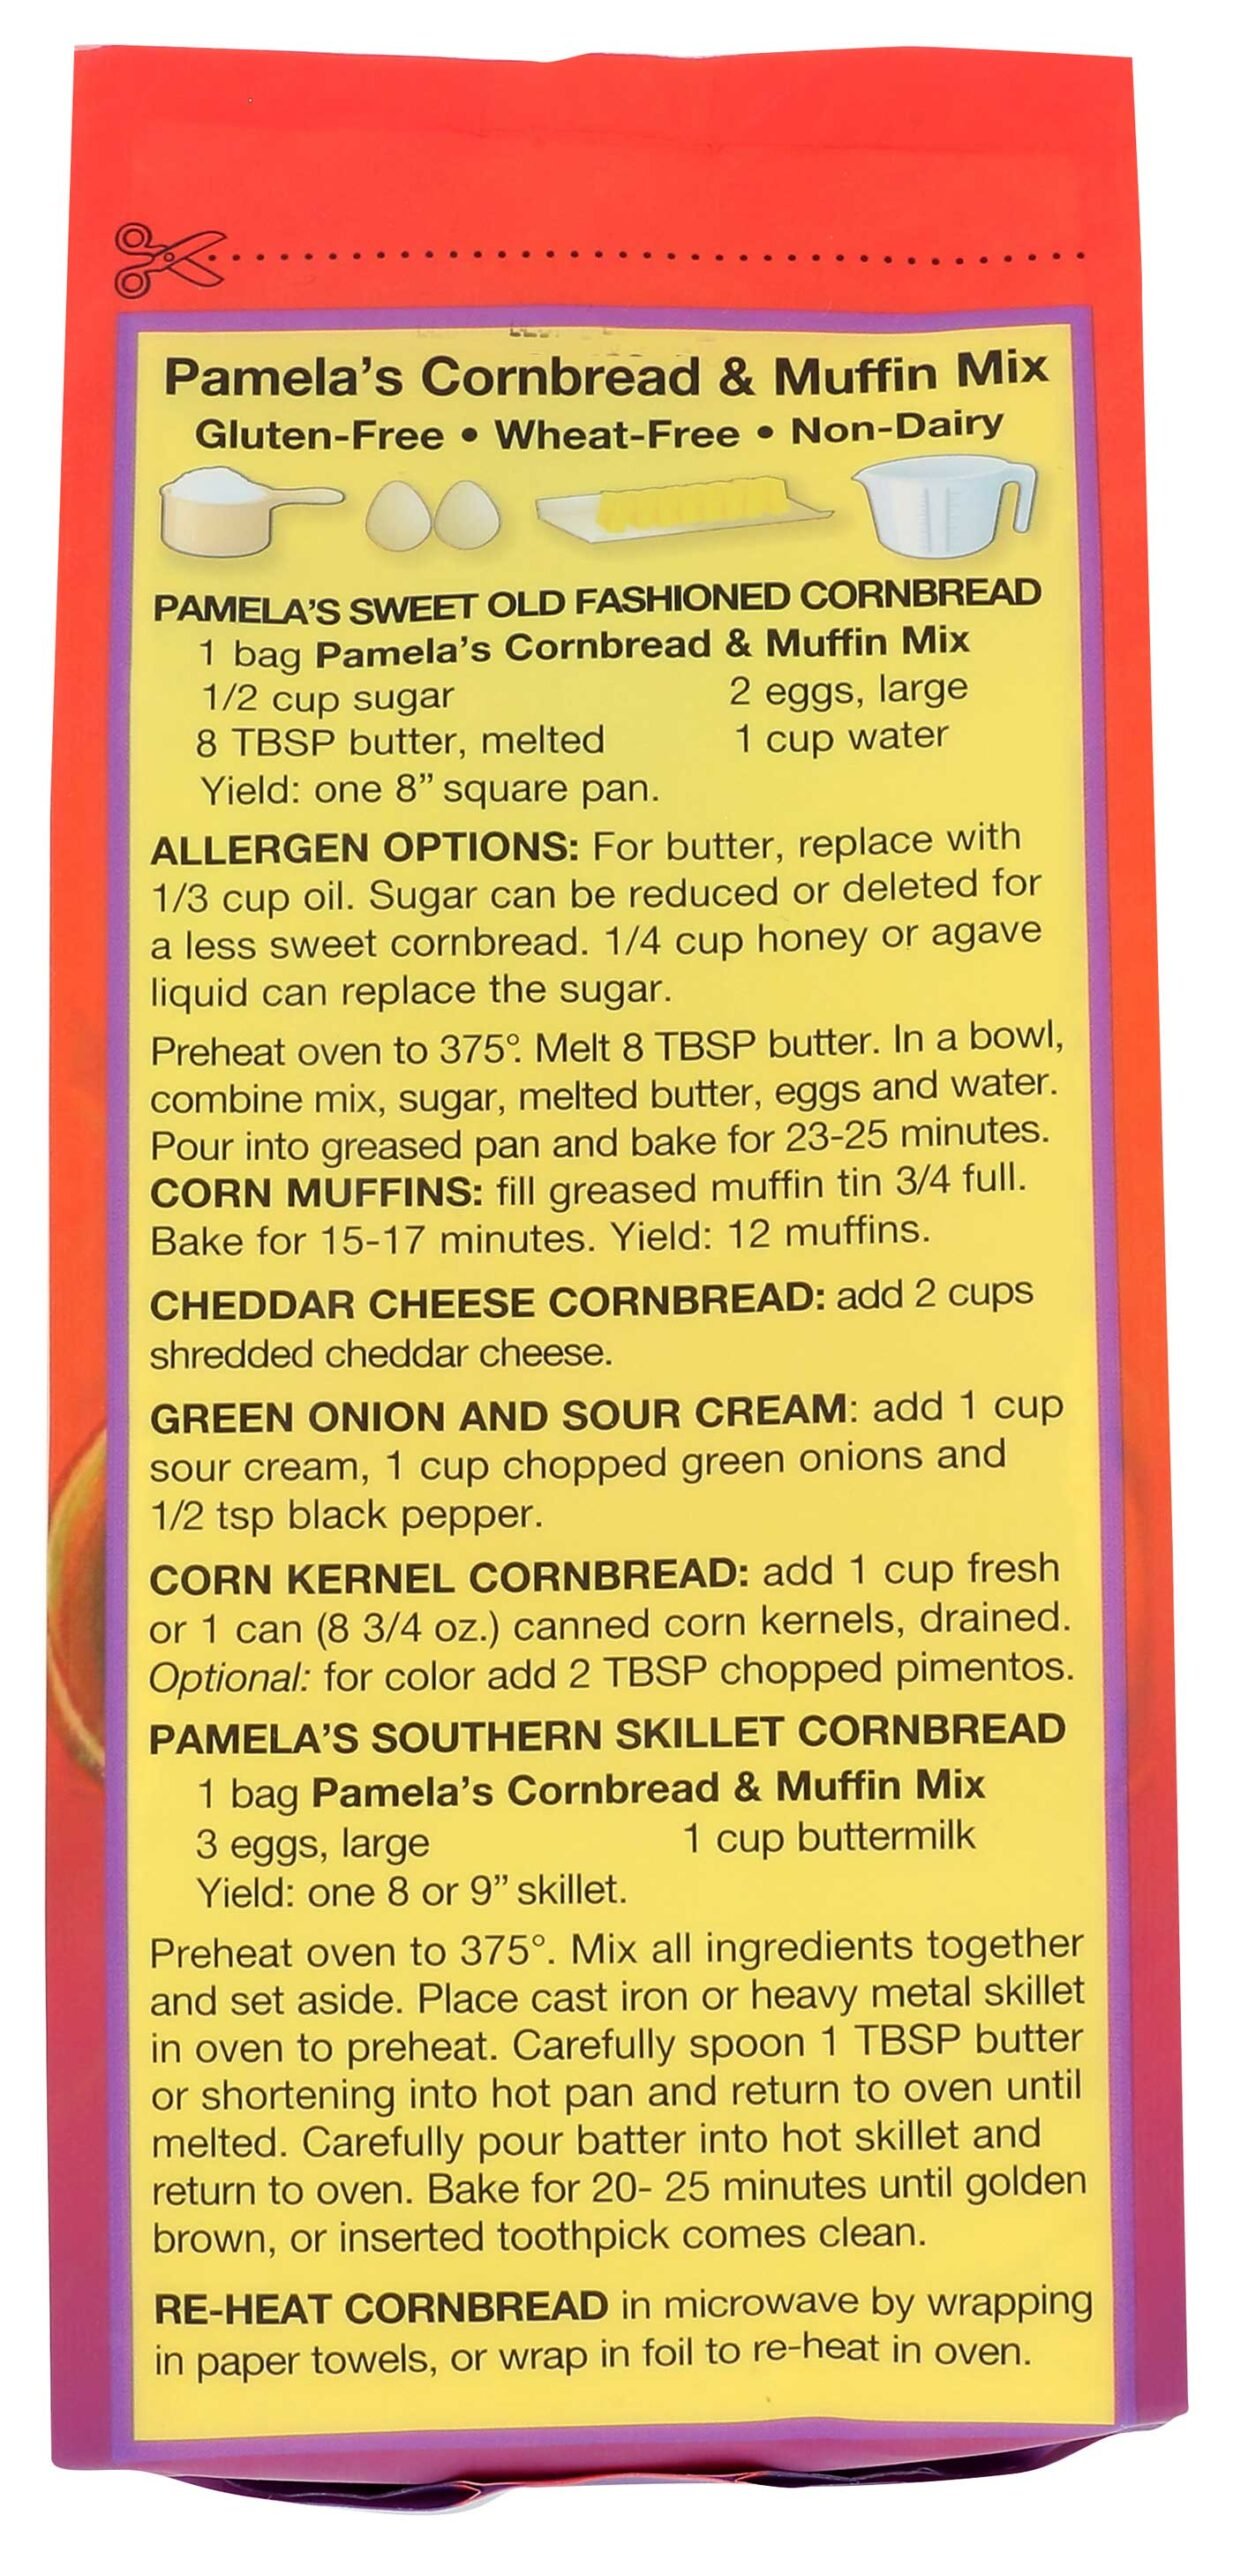 Pamela's Cornbread & Muffin Mix
Gluten-Free • Wheat-Free • Non-Dairy
PAMELA'S SWEET OLD FASHIONED CORNBREAD
1 bag Pamela's Cornbread & Muffin Mix
1/2 cup sugar 2 eggs, large
8 TBSP butter, melted 1 cup water
Yield: one 8" square pan.
ALLERGEN OPTIONS: For butter, replace with
1/3 cup oil. Sugar can be reduced or deleted for
a less sweet cornbread. 1/4 cup honey or agave
liquid can replace the sugar.
Preheat oven to 375°. Melt 8 TBSP butter. In a bowl,
combine mix, sugar, melted butter, eggs and water.
Pour into greased pan and bake for 23-25 minutes.
CORN MUFFINS: fill greased muffin tin 3/4 full.
Bake for 15-17 minutes. Yield: 12 muffins.
CHEDDAR CHEESE CORNBREAD: add 2 cups
shredded cheddar cheese.
GREEN ONION AND SOUR CREAM: add 1 cup
sour cream, 1 cup chopped green onions and
1/2 tsp black pepper.
CORN KERNEL CORNBREAD: add 1 cup fresh
or 1 can (8 3/4 oz.) canned corn kernels, drained.
Optional: for color add 2 TBSP chopped pimentos.
PAMELA'S SOUTHERN SKILLET CORNBREAD
1 bag Pamela's Cornbread & Muffin Mix
3 eggs, large 1 cup buttermilk
Yield: one 8 or 9" skillet.
Preheat oven to 375°. Mix all ingredients together
and set aside. Place cast iron or heavy metal skillet
in oven to preheat. Carefully spoon 1 TBSP butter
or shortening into hot pan and return to oven until
melted. Carefully pour batter into hot skillet and
return to oven. Bake for 20- 25 minutes until golden
brown, or inserted toothpick comes clean.
RE-HEAT CORNBREAD in microwave by wrapping
in paper towels, or wrap in foil to re-heat in oven.